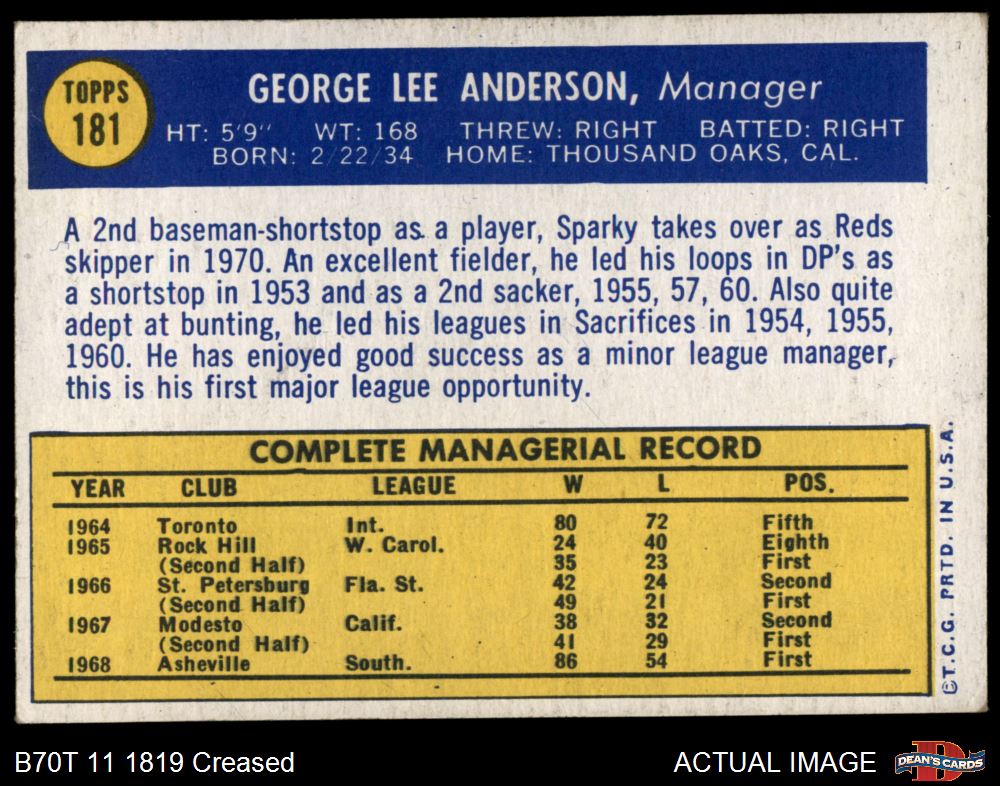 TOPPS
181
GEORGE LEE ANDERSON, Manager
HT: 5'9" WT: 168 THREW: RIGHT BATTED: RIGHT
BORN: 2/22/34 HOME: THOUSAND OAKS, CAL.
A 2nd baseman-shortstop as a player, Sparky takes over as Reds
skipper in 1970. An excellent fielder, he led his loops in DP's as
a shortstop in 1953 and as a 2nd sacker, 1955, 57, 60. Also quite
adept at bunting, he led his leagues in Sacrifices in 1954, 1955,
1960. He has enjoyed good success as a minor league manager,
this is his first major league opportunity.
COMPLETE MANAGERIAL RECORD
YEAR CLUB LEAGUE W L POS.
1964 Toronto Int. 80 72 Fifth
1965 Rock Hill W. Carol. 24 40 Eighth
(Second Half) 35 23 First
1966 St. Petersburg Fla. St. 42 24 Second
(Second Half) 49 21 First
1967 Modesto Calif. 38 32 Second
(Second Half) 41 29 First
1968 Asheville South. 86 54 First
©T.C.G. PRTD. IN U.S.A.
B70T 11 1819 Creased
ACTUAL IMAGE
DEAN'S CARDS